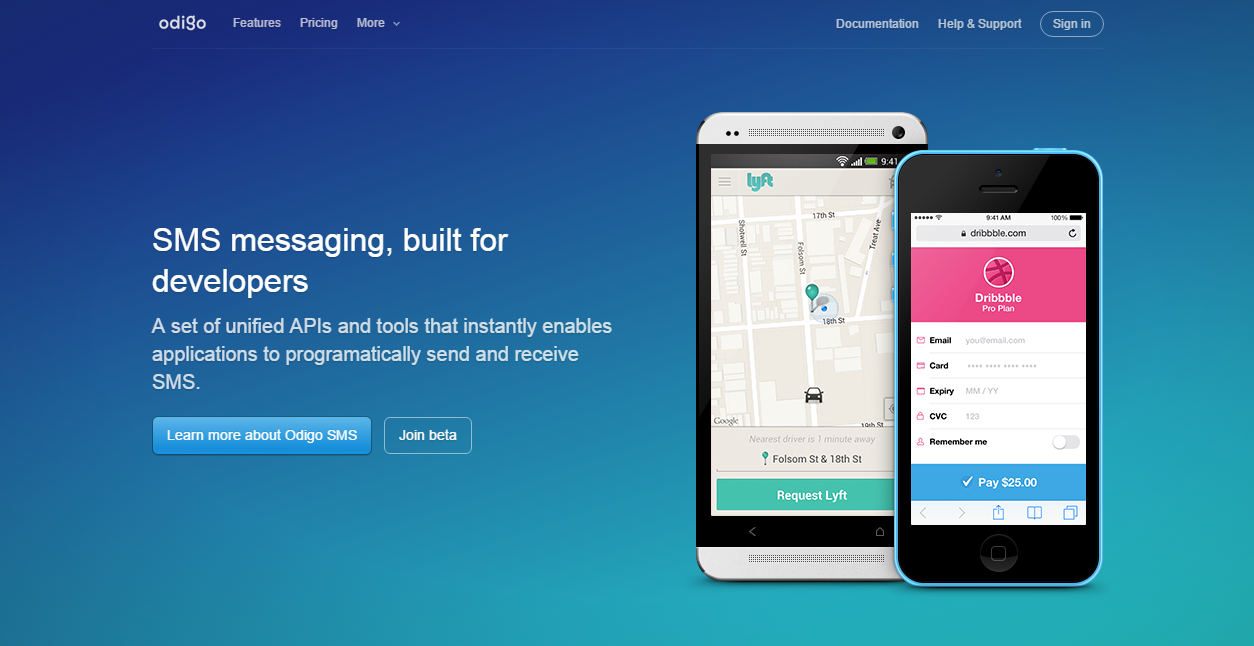 odigo
Features
Pricing
More
Documentation
Help & Support
Sign in
SMS messaging, built for
developers
A set of unified APIs and tools that instantly enables
applications to programatically send and receive
SMS.
Learn more about Odigo SMS
Join beta
9:41
lyft
17th St
Shotwell St
Folsom St
Treat Ave
18th St
19th St
Google
Nearest driver is 1 minute away
Folsom St & 18th St
Request Lyft
9:41 AM
100%
dribbble.com
Dribbble
Pro Plan
Email
you@email.com
Card
•••• •••• •••• ••••
Expiry
MM / YY
CVC
123
Remember me
Pay $25.00